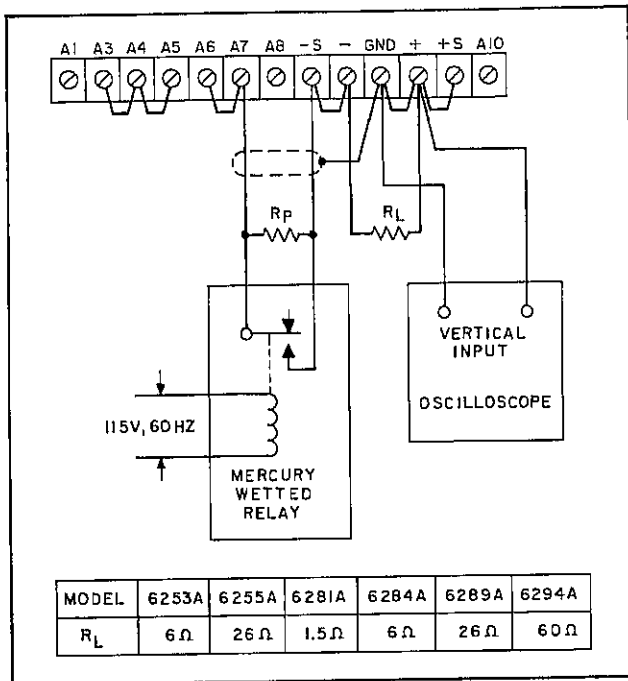 A1 A3 A4 A5 A6 A7 A8 -S - GND + +S A10
RP
RL
VERTICAL
INPUT
OSCILLOSCOPE
115V, 60HZ
MERCURY
WETTED
RELAY
MODEL 6253A 6255A 6281A 6284A 6289A 6294A
RL 6Ω 26Ω 1.5Ω 6Ω 26Ω 60Ω